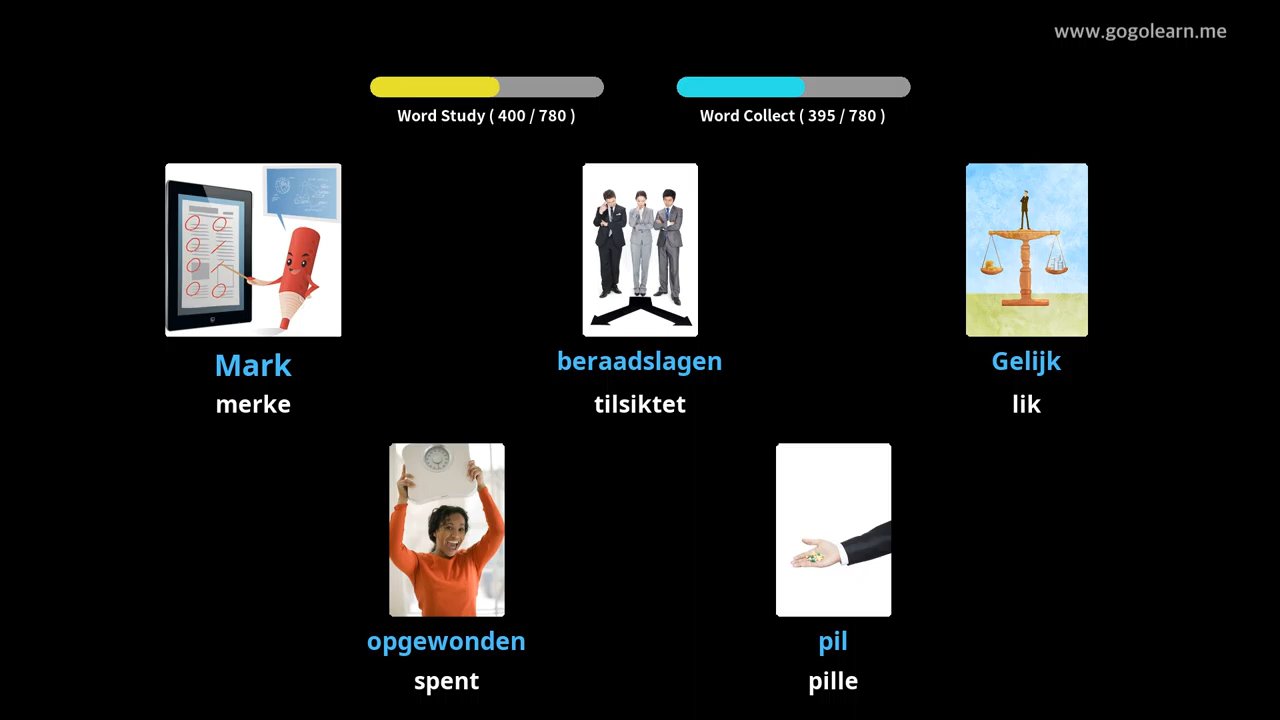 www.gogolearn.me
Word Study ( 400 / 780 )
Word Collect ( 395 / 780 )
Mark
merke
beraadslagen
tilsiktet
Gelijk
lik
opgewonden
spent
pil
pille